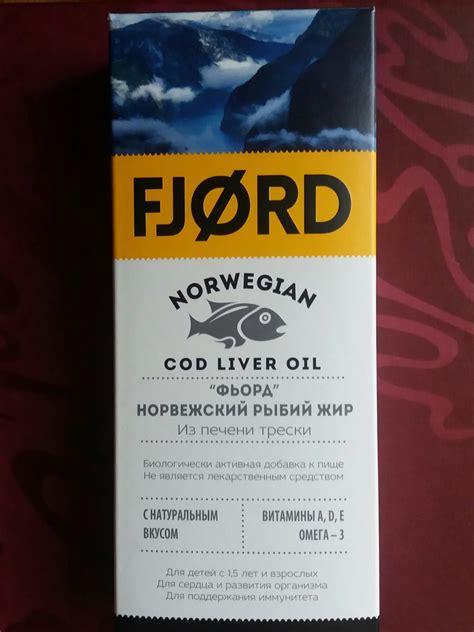 FJØRD
NORWEGIAN
COD LIVER OIL
"ФЬОРД"
НОРВЕЖСКИЙ РЫБИЙ ЖИР
Из печени трески
Биологически активная добавка к пище
Не является лекарственным средством
С НАТУРАЛЬНЫМ
ВКУСОМ
ВИТАМИНЫ A, D, E
ОМЕГА – 3
Для детей с 1,5 лет и взрослых
Для сердца и развития организма
Для поддержания иммунитета